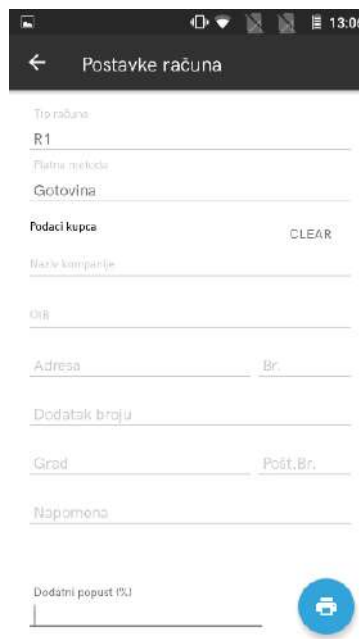 13:06
Postavke računa
Tip računa
R1
Platna metoda
Gotovina
Podaci kupca
CLEAR
Naziv kompanije
OIB
Adresa Br.
Dodatak broju
Grad Pošt.Br.
Napomena
Dodatni popust (%)